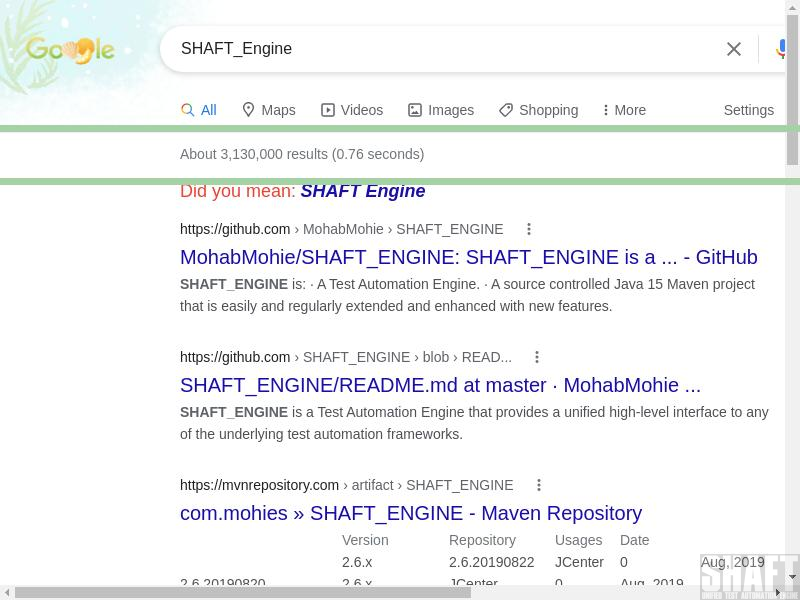 Google
SHAFT_Engine
All Maps Videos Images Shopping More Settings
About 3,130,000 results (0.76 seconds)
Did you mean: SHAFT Engine
https://github.com › MohabMohie › SHAFT_ENGINE
MohabMohie/SHAFT_ENGINE: SHAFT_ENGINE is a ... - GitHub
SHAFT_ENGINE is: · A Test Automation Engine. · A source controlled Java 15 Maven project
that is easily and regularly extended and enhanced with new features.
https://github.com › SHAFT_ENGINE › blob › READ...
SHAFT_ENGINE/README.md at master · MohabMohie ...
SHAFT_ENGINE is a Test Automation Engine that provides a unified high-level interface to any
of the underlying test automation frameworks.
https://mvnrepository.com › artifact › SHAFT_ENGINE
com.mohies » SHAFT_ENGINE - Maven Repository
Version Repository Usages Date
2.6.x 2.6.20190822 JCenter 0 Aug, 2019
2.6.20190820 2.6.x JCenter 0 Aug, 2019
SHAFT